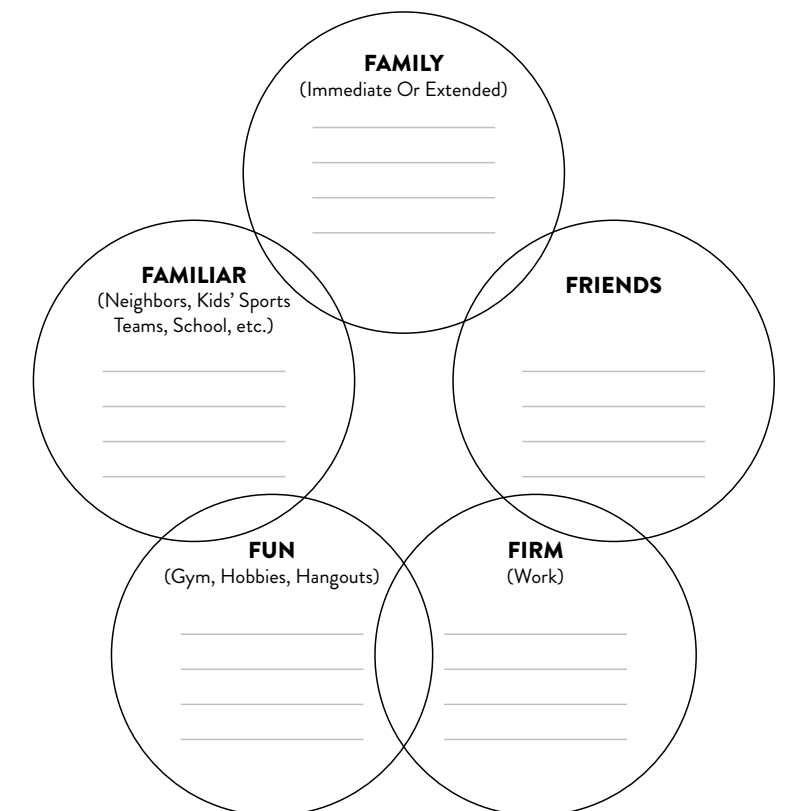 FAMILY
(Immediate Or Extended)
FAMILIAR
(Neighbors, Kids’ Sports
Teams, School, etc.)
FRIENDS
FUN
(Gym, Hobbies, Hangouts)
FIRM
(Work)